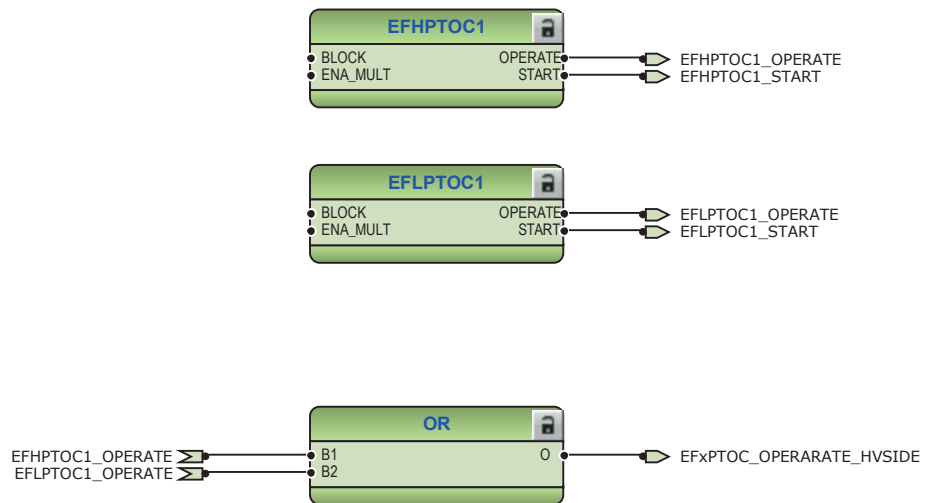 EFHPTOC1
BLOCK OPERATE EFHPTOC1_OPERATE
ENA_MULT START EFHPTOC1_START
EFLPTOC1
BLOCK OPERATE EFLPTOC1_OPERATE
ENA_MULT START EFLPTOC1_START
OR
EFHPTOC1_OPERATE B1 O EFxPTOC_OPERARATE_HVSIDE
EFLPTOC1_OPERATE B2